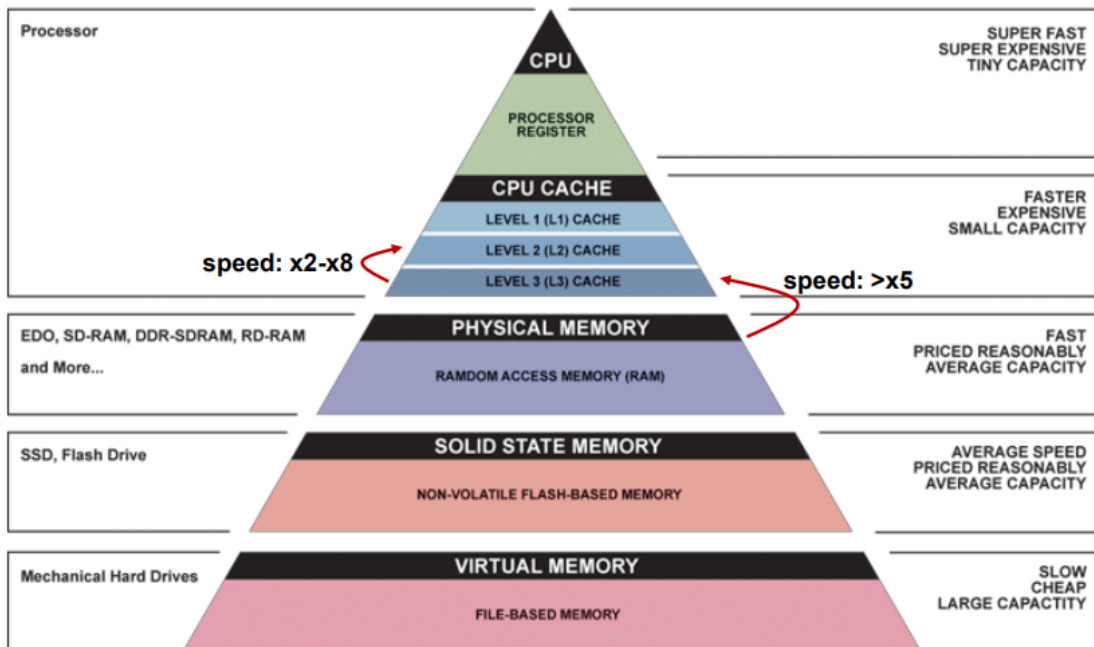 Processor
CPU
SUPER FAST
SUPER EXPENSIVE
TINY CAPACITY
PROCESSOR
REGISTER
CPU CACHE
LEVEL 1 (L1) CACHE
LEVEL 2 (L2) CACHE
LEVEL 3 (L3) CACHE
FASTER
EXPENSIVE
SMALL CAPACITY
speed: x2-x8
speed: >x5
EDO, SD-RAM, DDR-SDRAM, RD-RAM
and More...
PHYSICAL MEMORY
RAMDOM ACCESS MEMORY (RAM)
FAST
PRICED REASONABLY
AVERAGE CAPACITY
SSD, Flash Drive
SOLID STATE MEMORY
NON-VOLATILE FLASH-BASED MEMORY
AVERAGE SPEED
PRICED REASONABLY
AVERAGE CAPACITY
Mechanical Hard Drives
VIRTUAL MEMORY
FILE-BASED MEMORY
SLOW
CHEAP
LARGE CAPACTITY